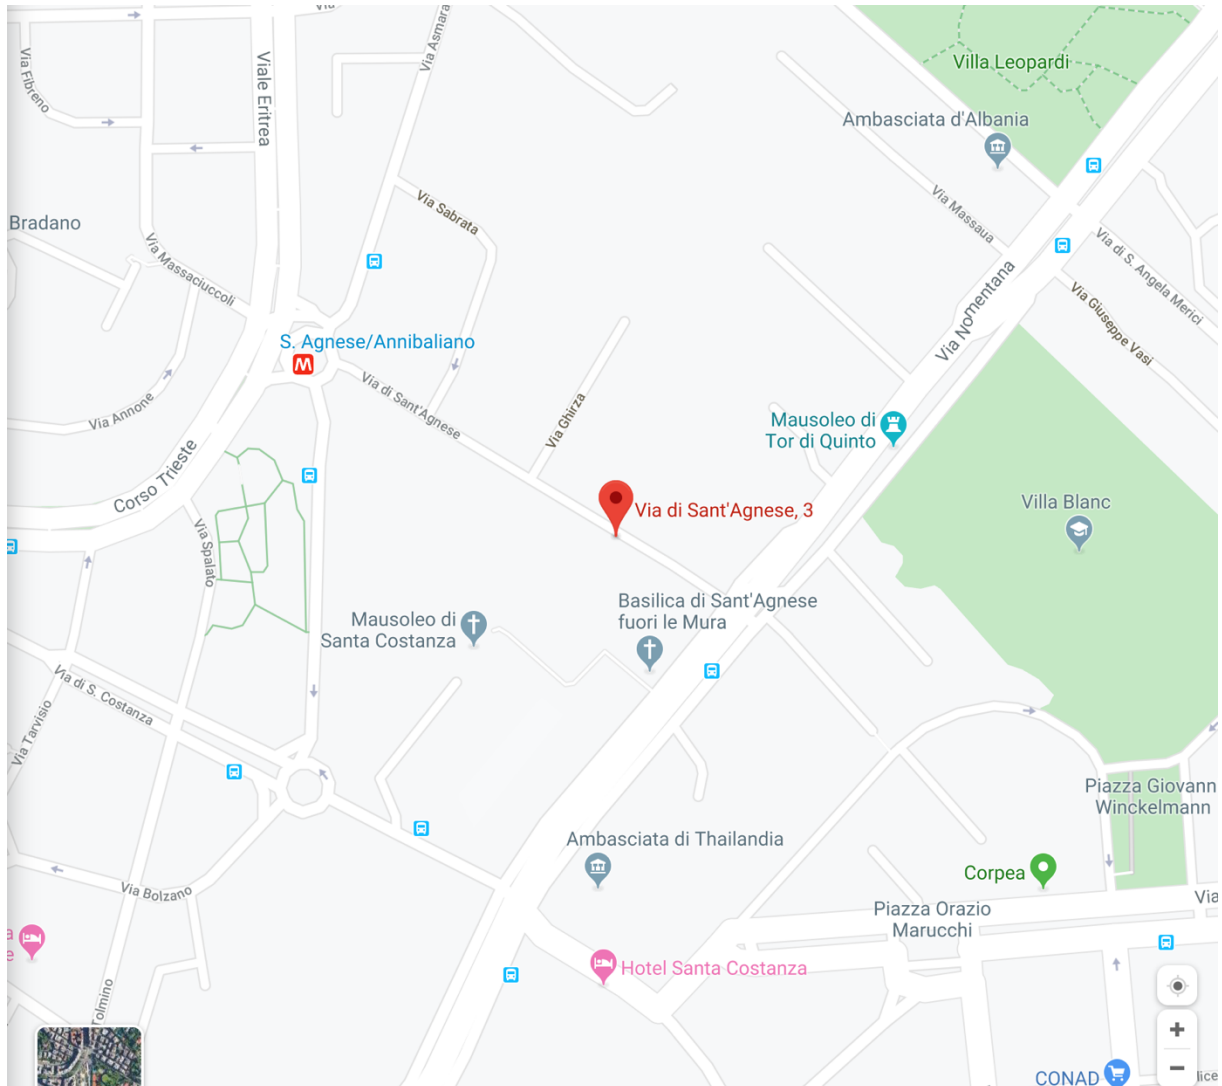 Via Asmara
Via Fibreno
Viale Eritrea
Villa Leopardi
Ambasciata d'Albania
Via Sabrata
Via Massaua
Bradano
Via Massaciuccoli
Via di S. Angela Merici
Via Nomentana
Via Giuseppe Vasi
S. Agnese/Annibaliano
M
Via di Sant'Agnese
Via Annone
Via Ghirza
Mausoleo di
Tor di Quinto
Corso Trieste
Via di Sant'Agnese, 3
Villa Blanc
Via Spalato
Basilica di Sant'Agnese
fuori le Mura
Mausoleo di
Santa Costanza
Via di S. Costanza
Via Tarvisio
Piazza Giovann
Winckelmann
Ambasciata di Thailandia
Corpea
Via Bolzano
Via
Piazza Orazio
Marucchi
a
e
Hotel Santa Costanza
Tolmino
+
−
CONAD
lice